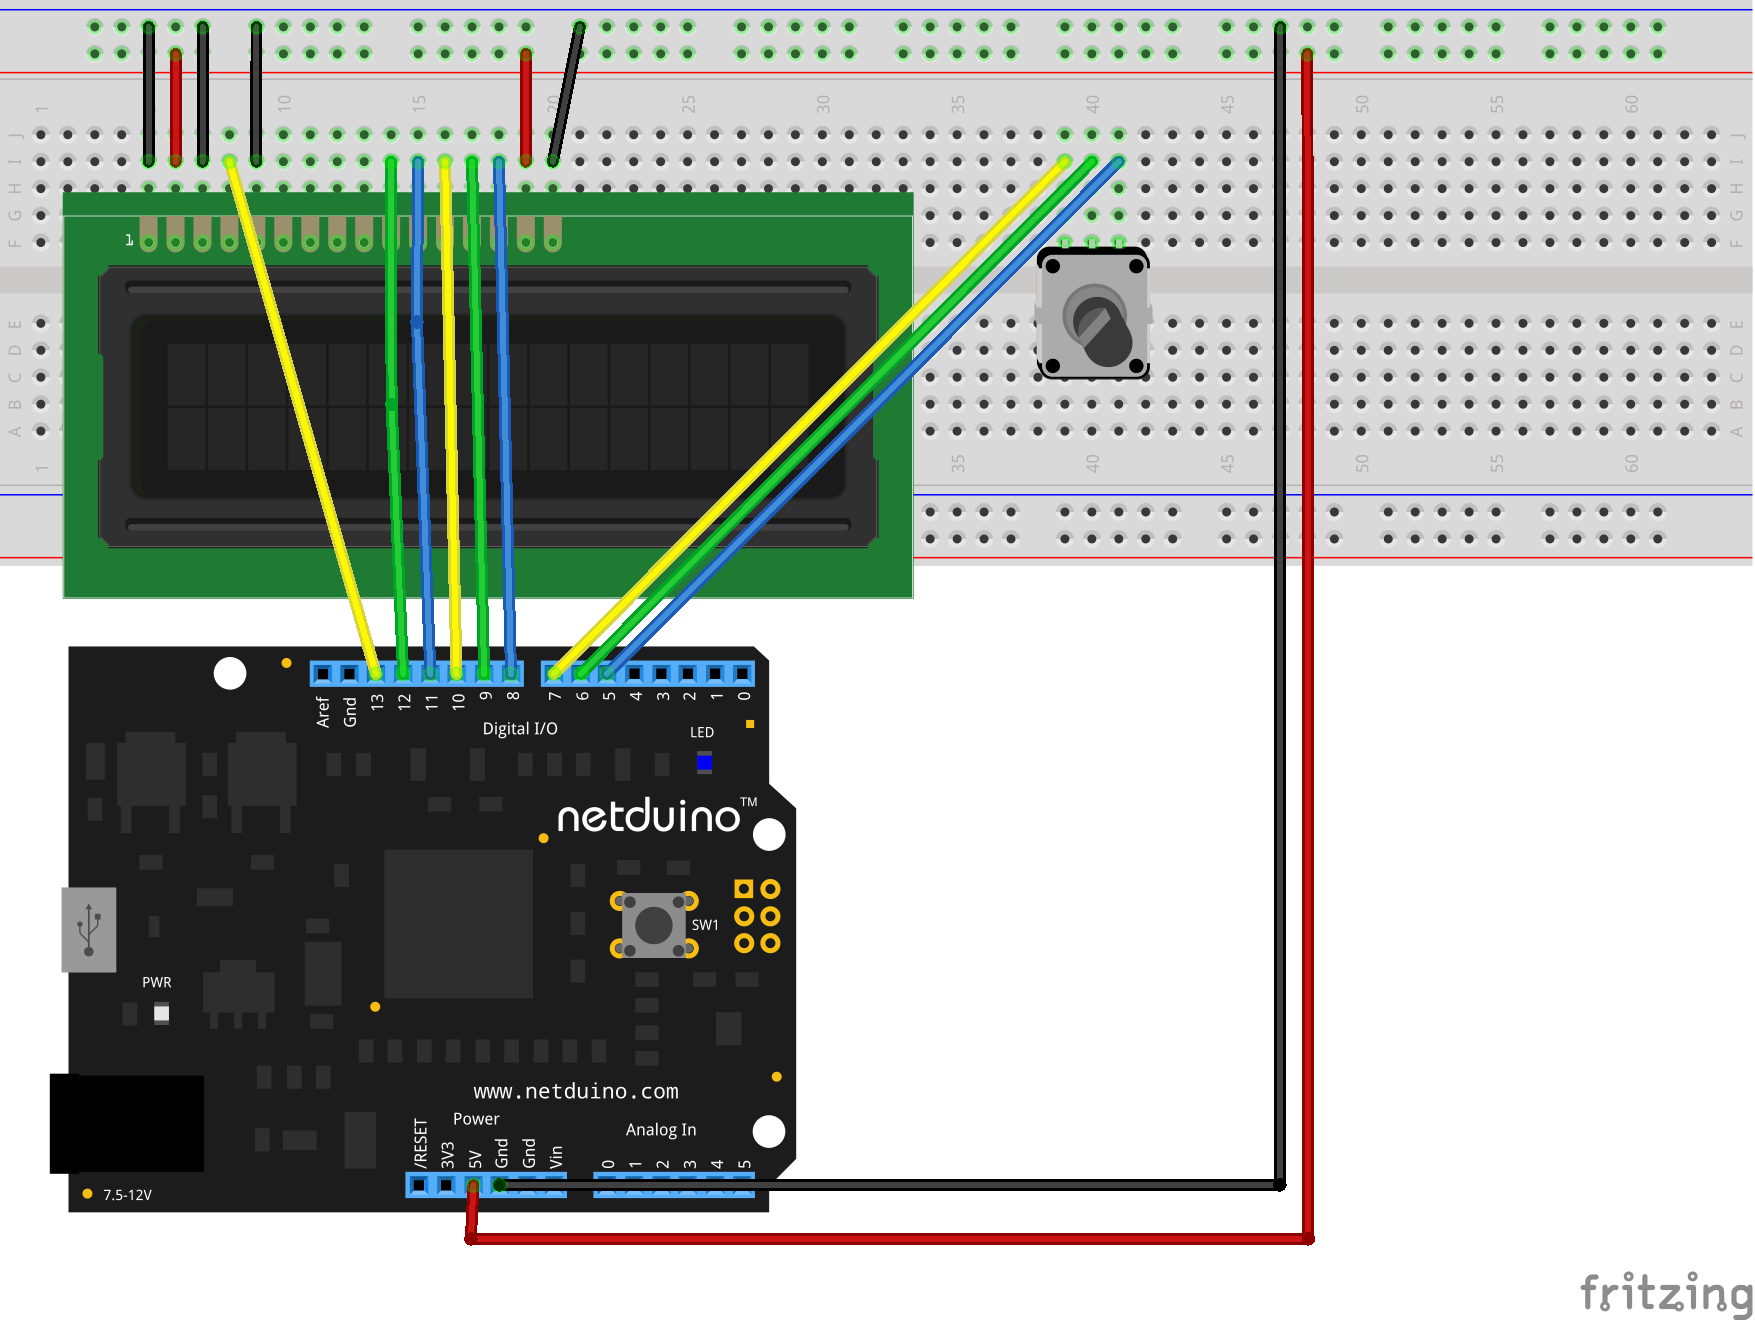 1 10 15 20 25 30 35 40 45 50 55 60
J J
I I
H H
G G
F F
1
E E
D D
C C
B B
A A
1 35 40 45 50 55 60
Aref Gnd 13 12 11 10 9 8 7 6 5 4 3 2 1 0
Digital I/O
LED
netduino™
SW1
PWR
www.netduino.com
Power
Analog In
/RESET 3V3 5V Gnd Gnd Vin 0 1 2 3 4 5
7.5-12V
fritzing